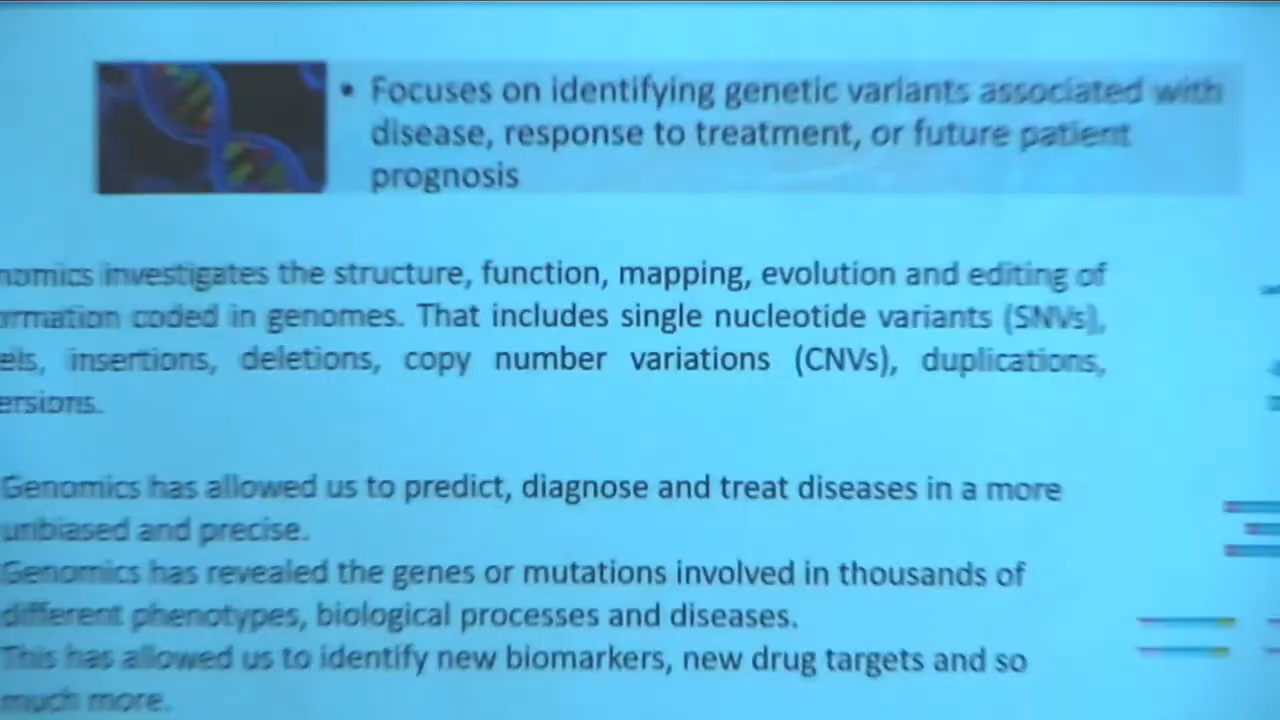 • Focuses on identifying genetic variants associated with
disease, response to treatment, or future patient
prognosis
nomics investigates the structure, function, mapping, evolution and editing of
ormation coded in genomes. That includes single nucleotide variants (SNVs),
els, insertions, deletions, copy number variations (CNVs), duplications,
ersions.
Genomics has allowed us to predict, diagnose and treat diseases in a more
unbiased and precise.
Genomics has revealed the genes or mutations involved in thousands of
different phenotypes, biological processes and diseases.
This has allowed us to identify new biomarkers, new drug targets and so
much more.